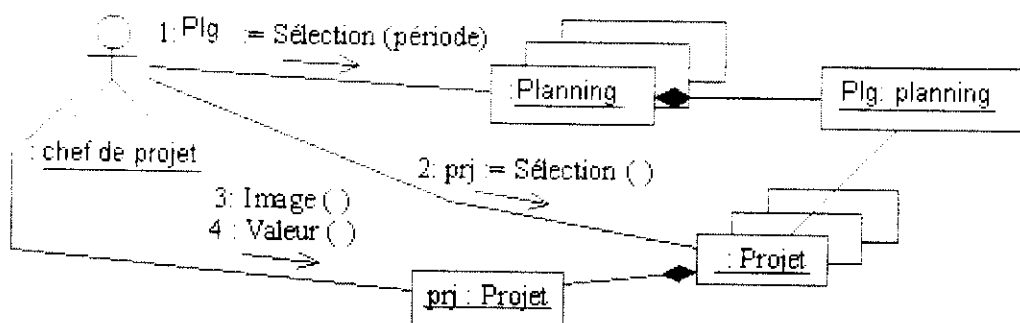 1: Plg := Sélection (période)
:Planning
Plg: planning
: chef de projet
2: prj := Sélection ( )
3: Image ( )
4 : Valeur ( )
: Projet
prj : Projet